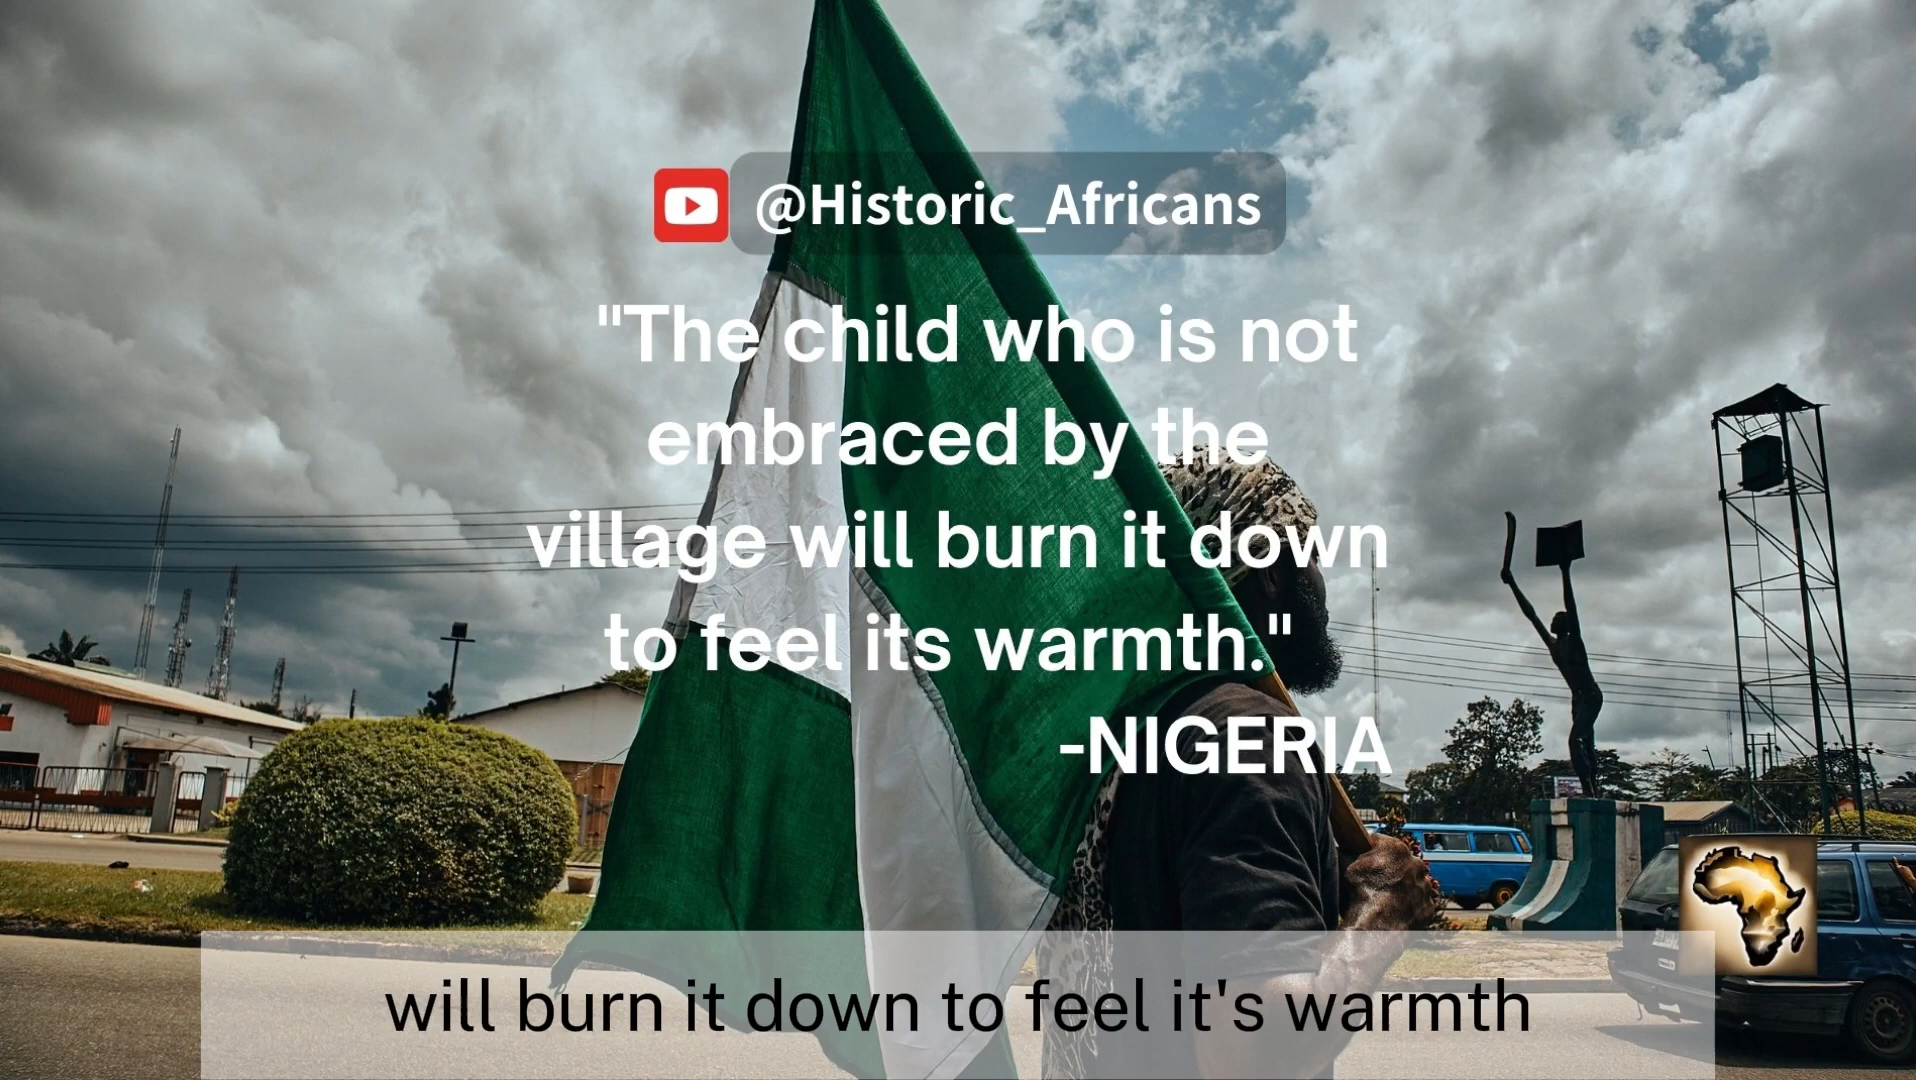 @Historic_Africans
"The child who is not
embraced by the
village will burn it down
to feel its warmth."
-NIGERIA
will burn it down to feel it's warmth